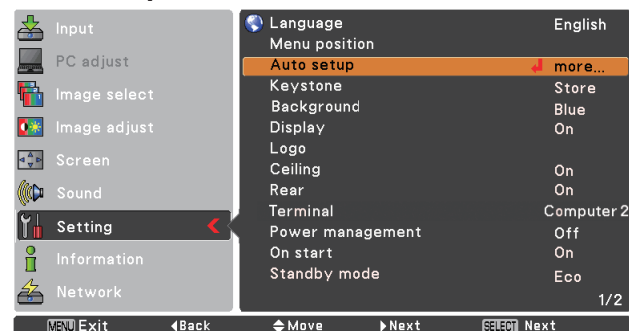 Input
PC adjust
Image select
Image adjust
Screen
Sound
Setting
Information
Network
Language English
Menu position
Auto setup more...
Keystone Store
Background Blue
Display On
Logo
Ceiling On
Rear On
Terminal Computer 2
Power management Off
On start On
Standby mode Eco
1/2
MENU Exit Back Move Next SELECT Next